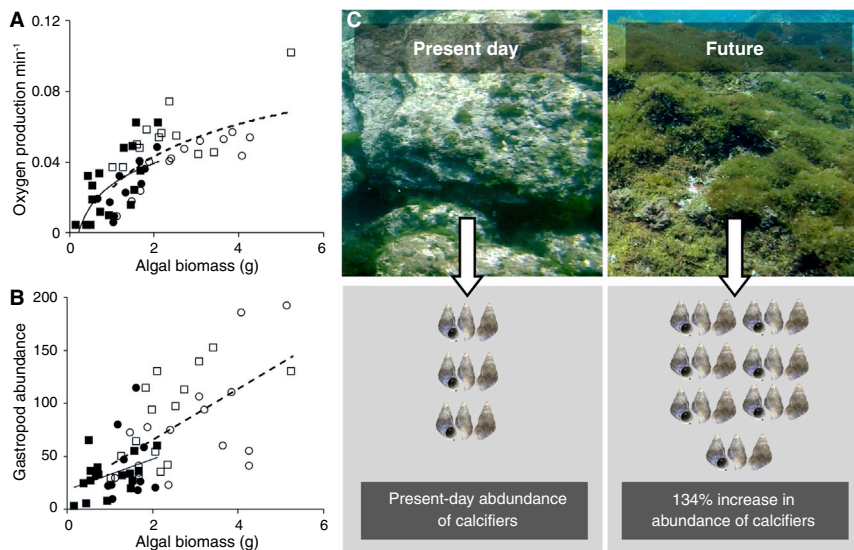 A
Oxygen production min-1
0.12
0.08
0.04
0
0
2
4
6
Algal biomass (g)
B
Gastropod abundance
200
150
100
50
0
0
2
4
6
Algal biomass (g)
C
Present day
Future
Present-day abdundance
of calcifiers
134% increase in
abundance of calcifiers